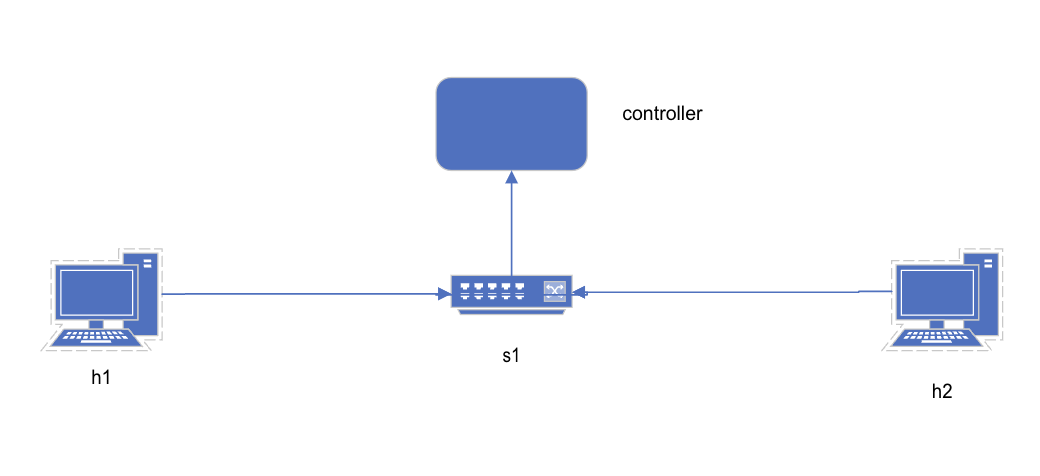 controller
s1
h1
h2